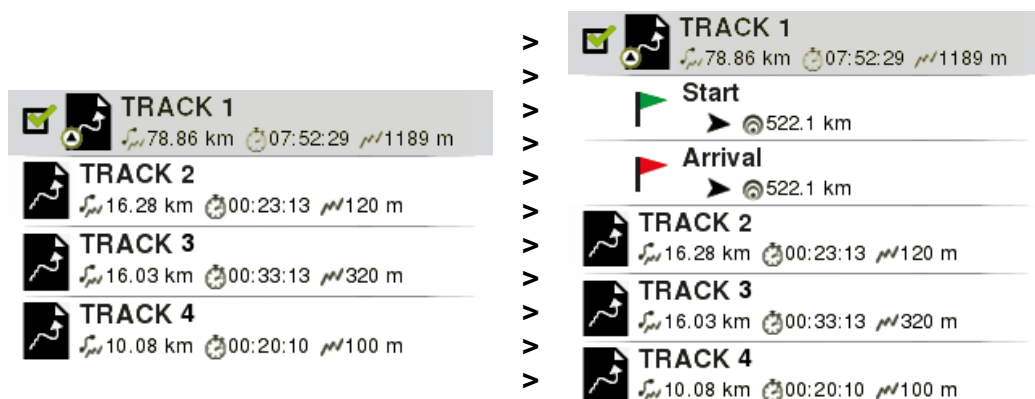 TRACK 1
78.86 km 07:52:29 1189 m
TRACK 2
16.28 km 00:23:13 120 m
TRACK 3
16.03 km 00:33:13 320 m
TRACK 4
10.08 km 00:20:10 100 m
>
>
>
>
>
>
>
>
>
>
>
TRACK 1
78.86 km 07:52:29 1189 m
Start
522.1 km
Arrival
522.1 km
TRACK 2
16.28 km 00:23:13 120 m
TRACK 3
16.03 km 00:33:13 320 m
TRACK 4
10.08 km 00:20:10 100 m